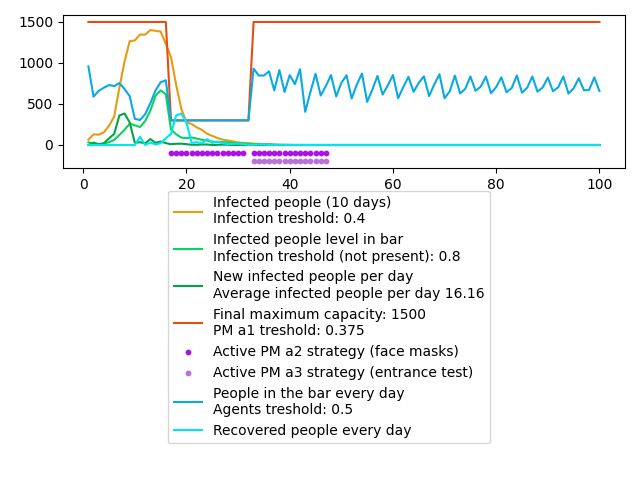 1500
1000
500
0
0
20
40
60
80
100
Infected people (10 days)
Infection treshold: 0.4
Infected people level in bar
Infection treshold (not present): 0.8
New infected people per day
Average infected people per day 16.16
Final maximum capacity: 1500
PM a1 treshold: 0.375
Active PM a2 strategy (face masks)
Active PM a3 strategy (entrance test)
People in the bar every day
Agents treshold: 0.5
Recovered people every day